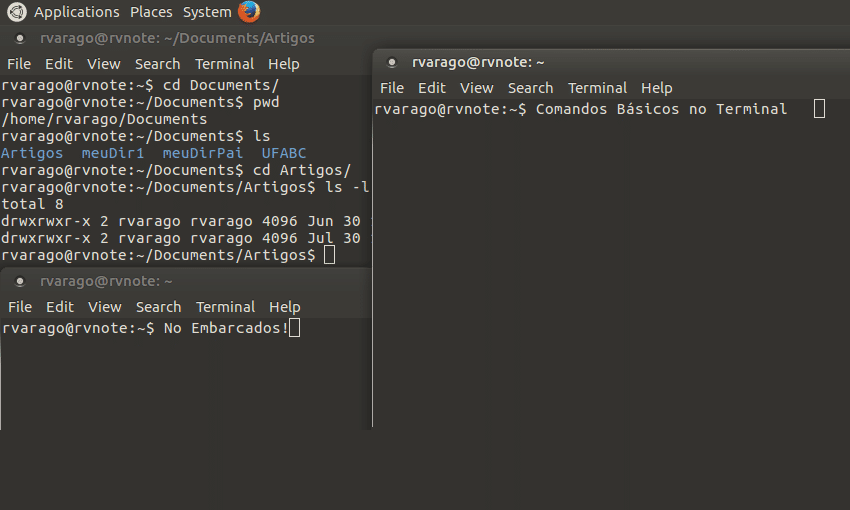 Applications Places System
rvarago@rvnote: ~/Documents/Artigos
File Edit View Search Terminal Help
rvarago@rvnote:~$ cd Documents/
rvarago@rvnote:~/Documents$ pwd
/home/rvarago/Documents
rvarago@rvnote:~/Documents$ ls
Artigos  meuDir1  meuDirPai  UFABC
rvarago@rvnote:~/Documents$ cd Artigos/
rvarago@rvnote:~/Documents/Artigos$ ls -l
total 8
drwxrwxr-x 2 rvarago rvarago 4096 Jun 30
drwxrwxr-x 2 rvarago rvarago 4096 Jul 30
rvarago@rvnote:~/Documents/Artigos$
rvarago@rvnote: ~
File Edit View Search Terminal Help
rvarago@rvnote:~$ Comandos Básicos no Terminal
rvarago@rvnote: ~
File Edit View Search Terminal Help
rvarago@rvnote:~$ No Embarcados!